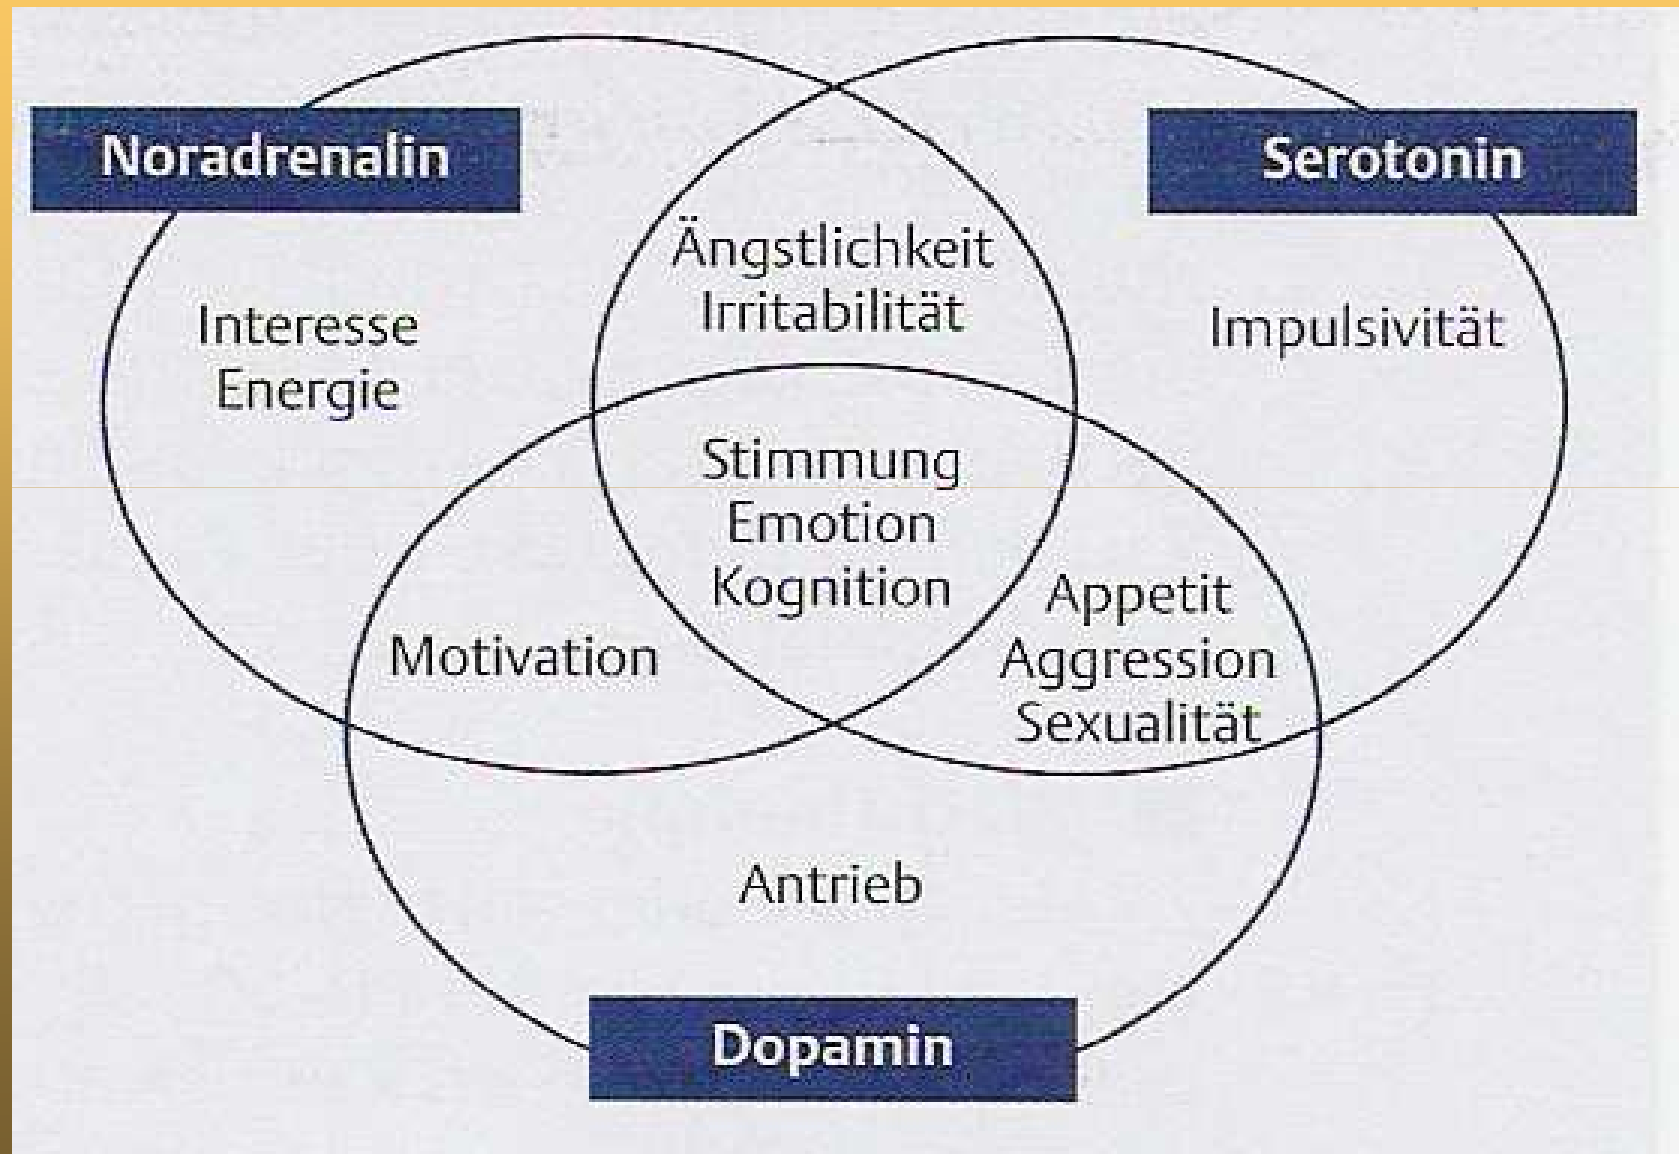 Noradrenalin
Serotonin
Ängstlichkeit
Irritabilität
Interesse
Energie
Impulsivität
Stimmung
Emotion
Kognition
Motivation
Appetit
Aggression
Sexualität
Antrieb
Dopamin